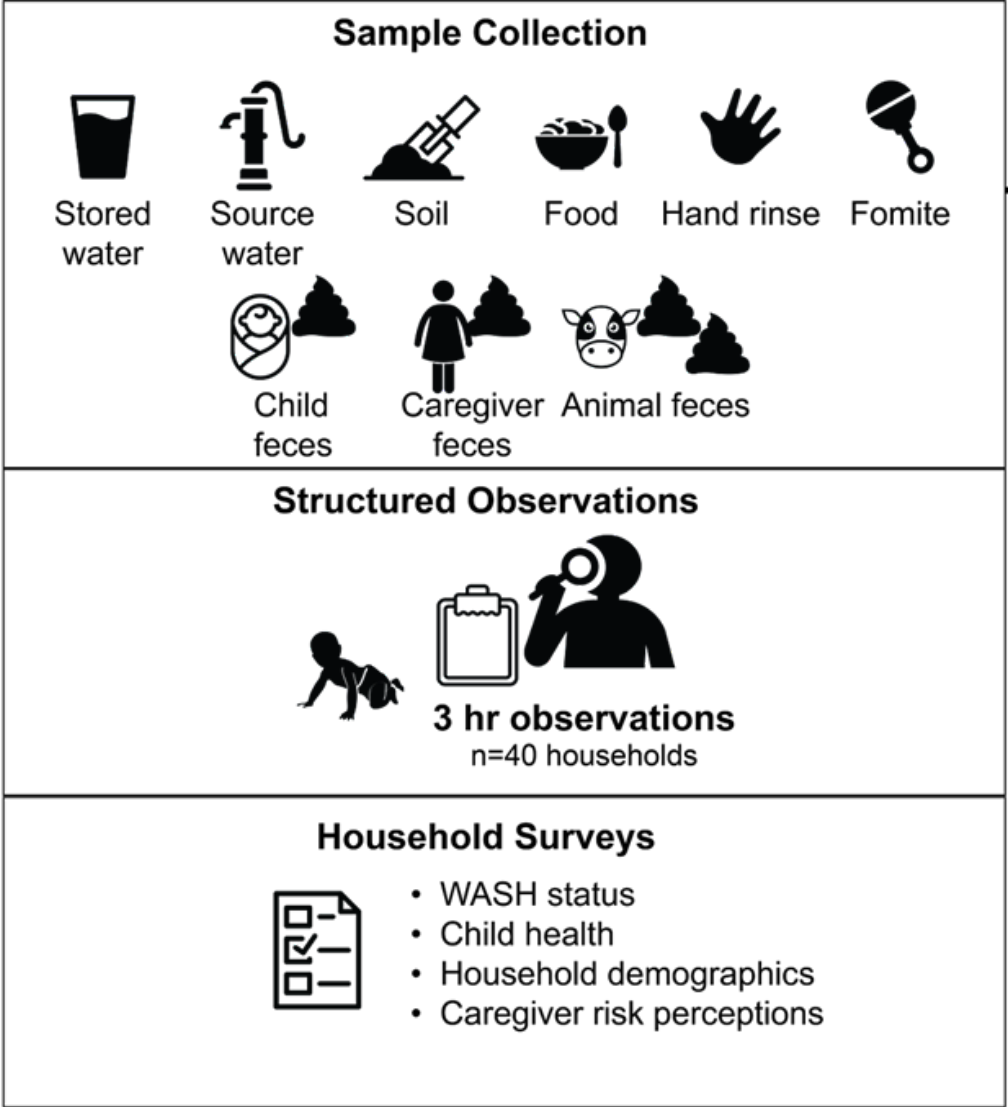 Sample Collection
Stored water
Source water
Soil
Food
Hand rinse
Fomite
Child feces
Caregiver feces
Animal feces
Structured Observations
3 hr observations
n=40 households
Household Surveys
• WASH status
• Child health
• Household demographics
• Caregiver risk perceptions